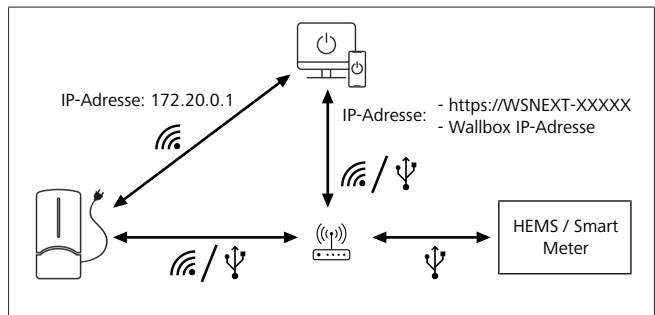 IP-Adresse: 172.20.0.1
IP-Adresse: - https://WSNEXT-XXXXX
- Wallbox IP-Adresse
HEMS / Smart
Meter